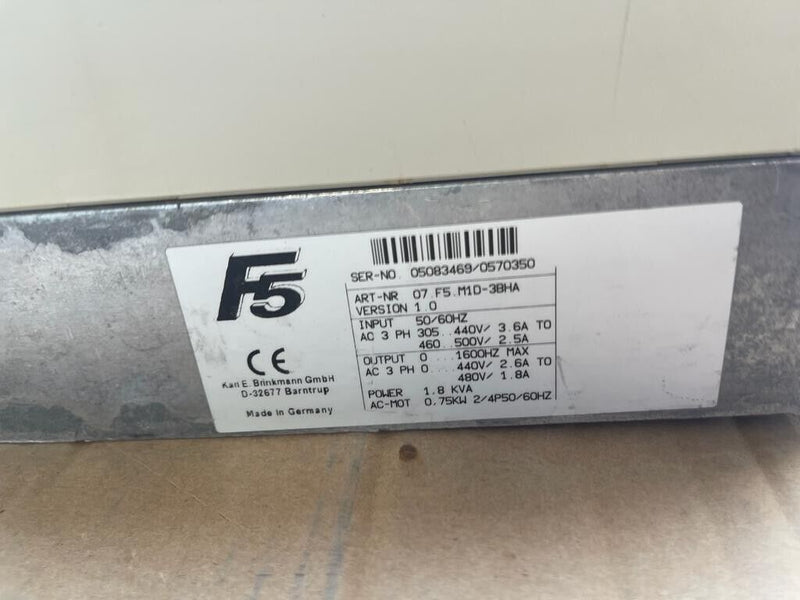 F5
SER-NO. 05083469/0570350
ART-NR 07.F5.M1D-3BHA
VERSION 1.0
INPUT 50/60HZ
AC 3 PH 305...440V/ 3.6A TO
460...500V/ 2.5A
OUTPUT 0....1600HZ MAX
AC 3 PH 0....440V/ 2.6A TO
480V/ 1.8A
POWER 1.8 KVA
AC-MOT 0.75KW 2/4P50/60HZ
CE
Karl E. Brinkmann GmbH
D-32677 Barntrup
Made in Germany